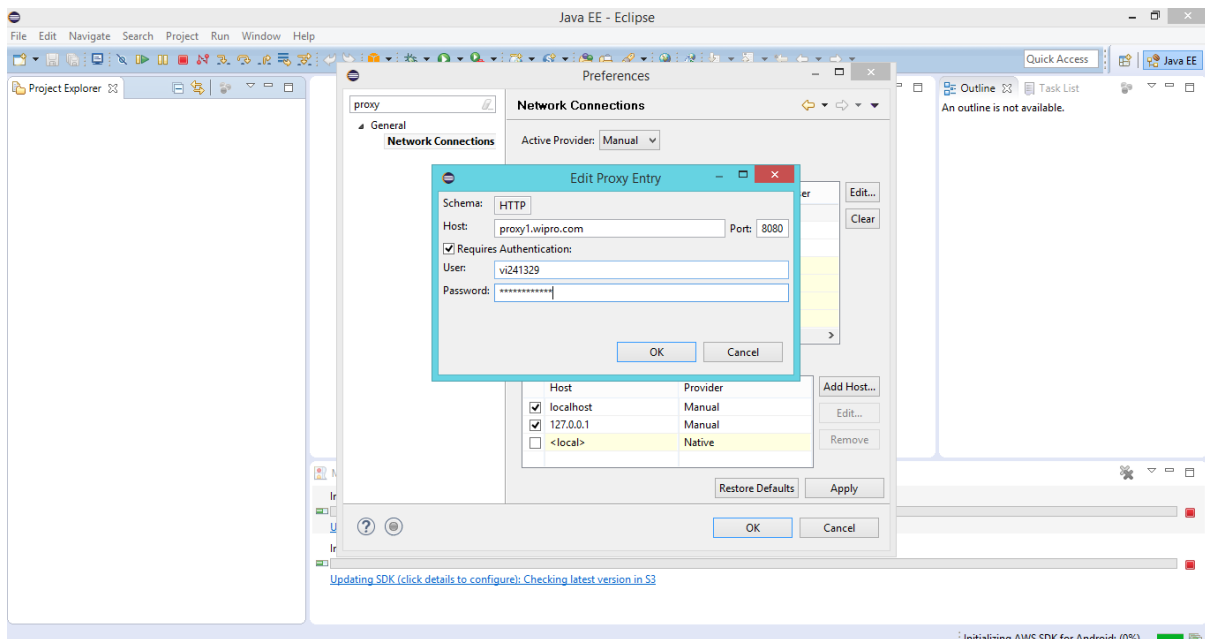 Java EE - Eclipse
File Edit Navigate Search Project Run Window Help
Quick Access
Java EE
Project Explorer
Outline Task List
An outline is not available.
Preferences
proxy
General
Network Connections
Network Connections
Active Provider: Manual
Edit...
Clear
Edit Proxy Entry
Schema: HTTP
Host: proxy1.wipro.com Port: 8080
Requires Authentication:
User: vi241329
Password: ************
OK Cancel
Host Provider
localhost Manual
127.0.0.1 Manual
<local> Native
Add Host...
Edit...
Remove
Restore Defaults Apply
OK Cancel
Updating SDK (click details to configure): Checking latest version in S3
Initializing AWS SDK for Android: (0%)